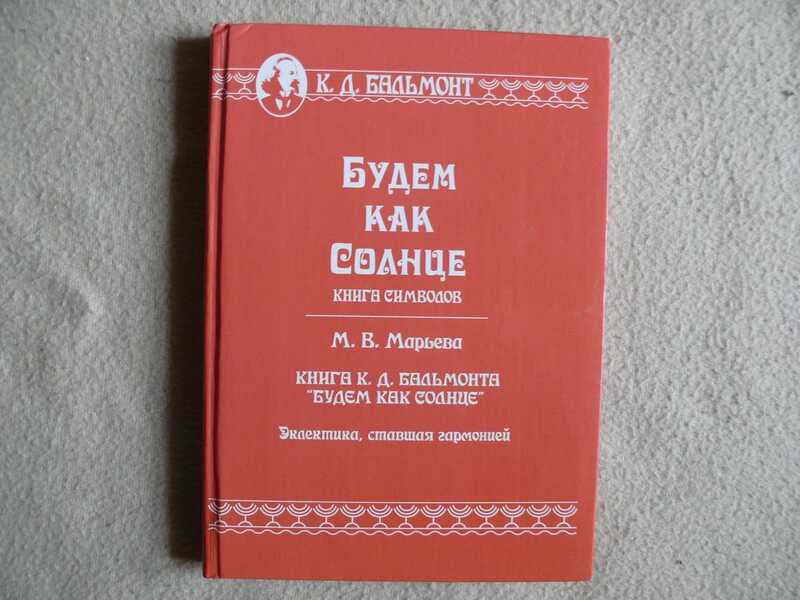 К. Д. БАЛЬМОНТ
БУДЕМ
КАК
СОЛНЦЕ
КНИГА СИМВОЛОВ
М. В. Марьева
КНИГА К. Д. БАЛЬМОНТА
"БУДЕМ КАК СОЛНЦЕ"
Эклектика, ставшая гармонией